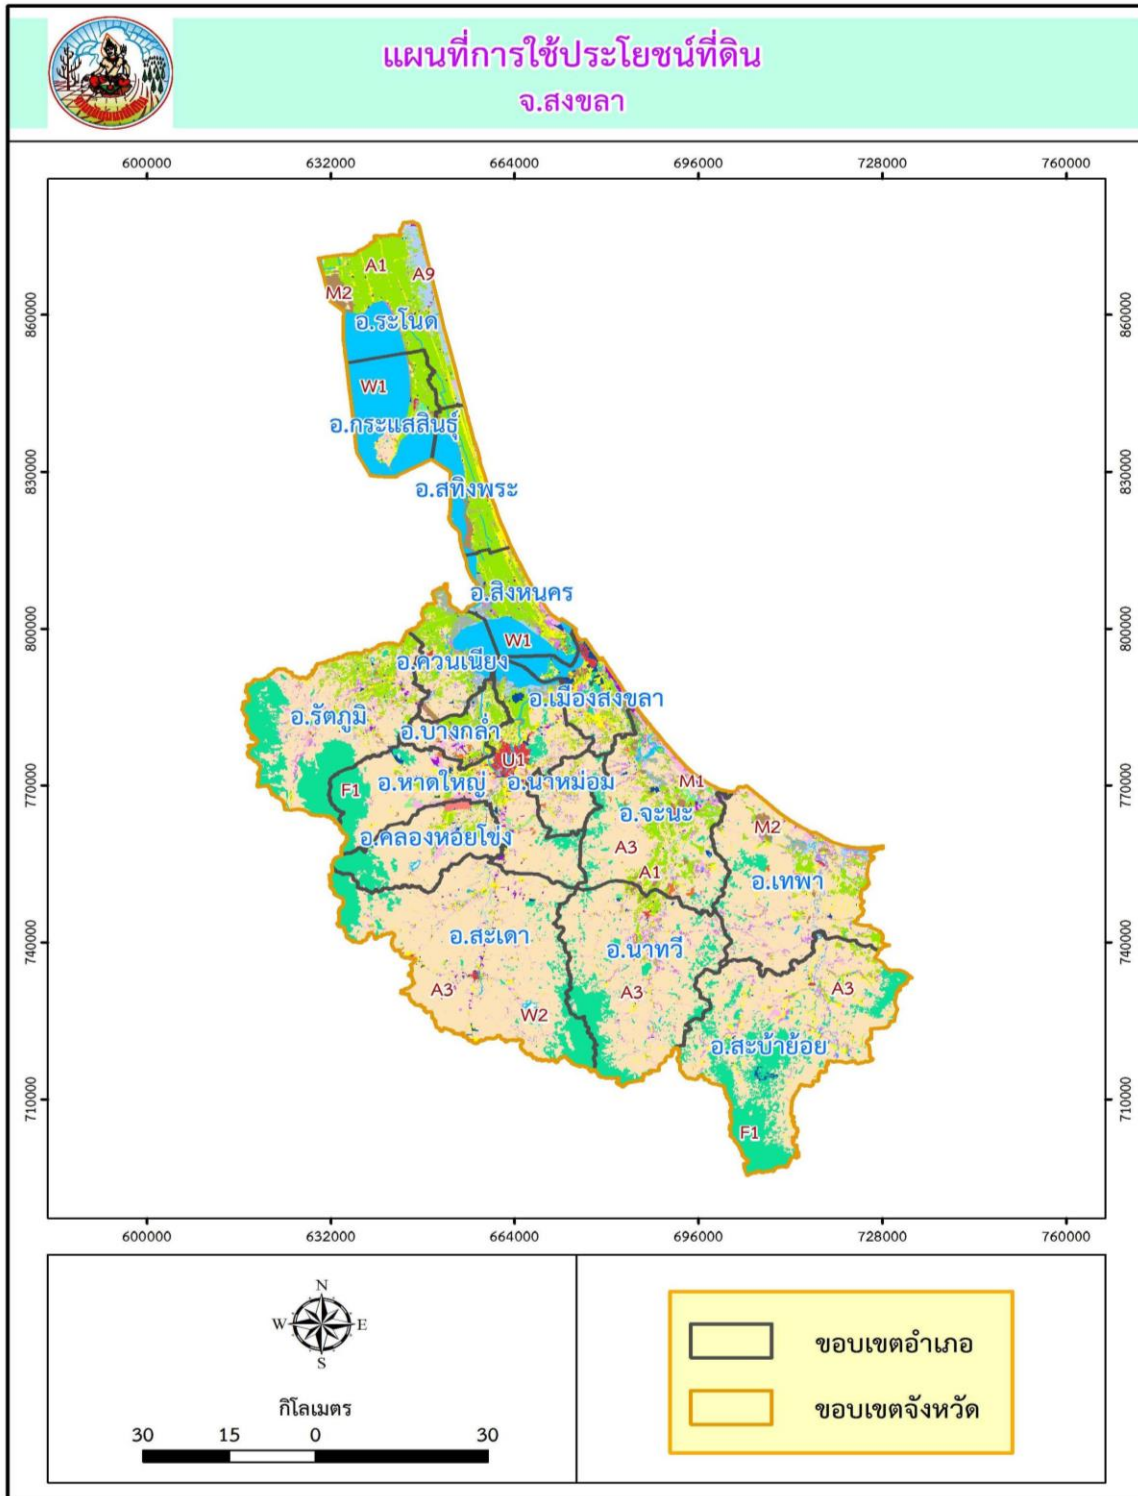 แผนที่การใช้ประโยชน์ที่ดิน
จ.สงขลา
600000 632000 664000 696000 728000 760000
A1 A9
M2
860000 860000
อ.ระโนด
W1
อ.กระแสสินธุ์
830000 830000
อ.สทิงพระ
อ.สิงหนคร
800000 800000
W1
อ.ควนเนียง
อ.เมืองสงขลา
อ.รัตภูมิ
อ.บางกล่ำ
U1
770000 770000
F1 อ.หาดใหญ่ อ.นาหม่อม M1
อ.จะนะ
M2
อ.คลองหอยโข่ง
A3
A1
อ.เทพา
อ.สะเดา
740000 740000
อ.นาทวี
A3 A3 A3
W2
อ.สะบ้าย้อย
710000 710000
F1
600000 632000 664000 696000 728000 760000
N
W E
S
กิโลเมตร
30 15 0 30
ขอบเขตอำเภอ
ขอบเขตจังหวัด